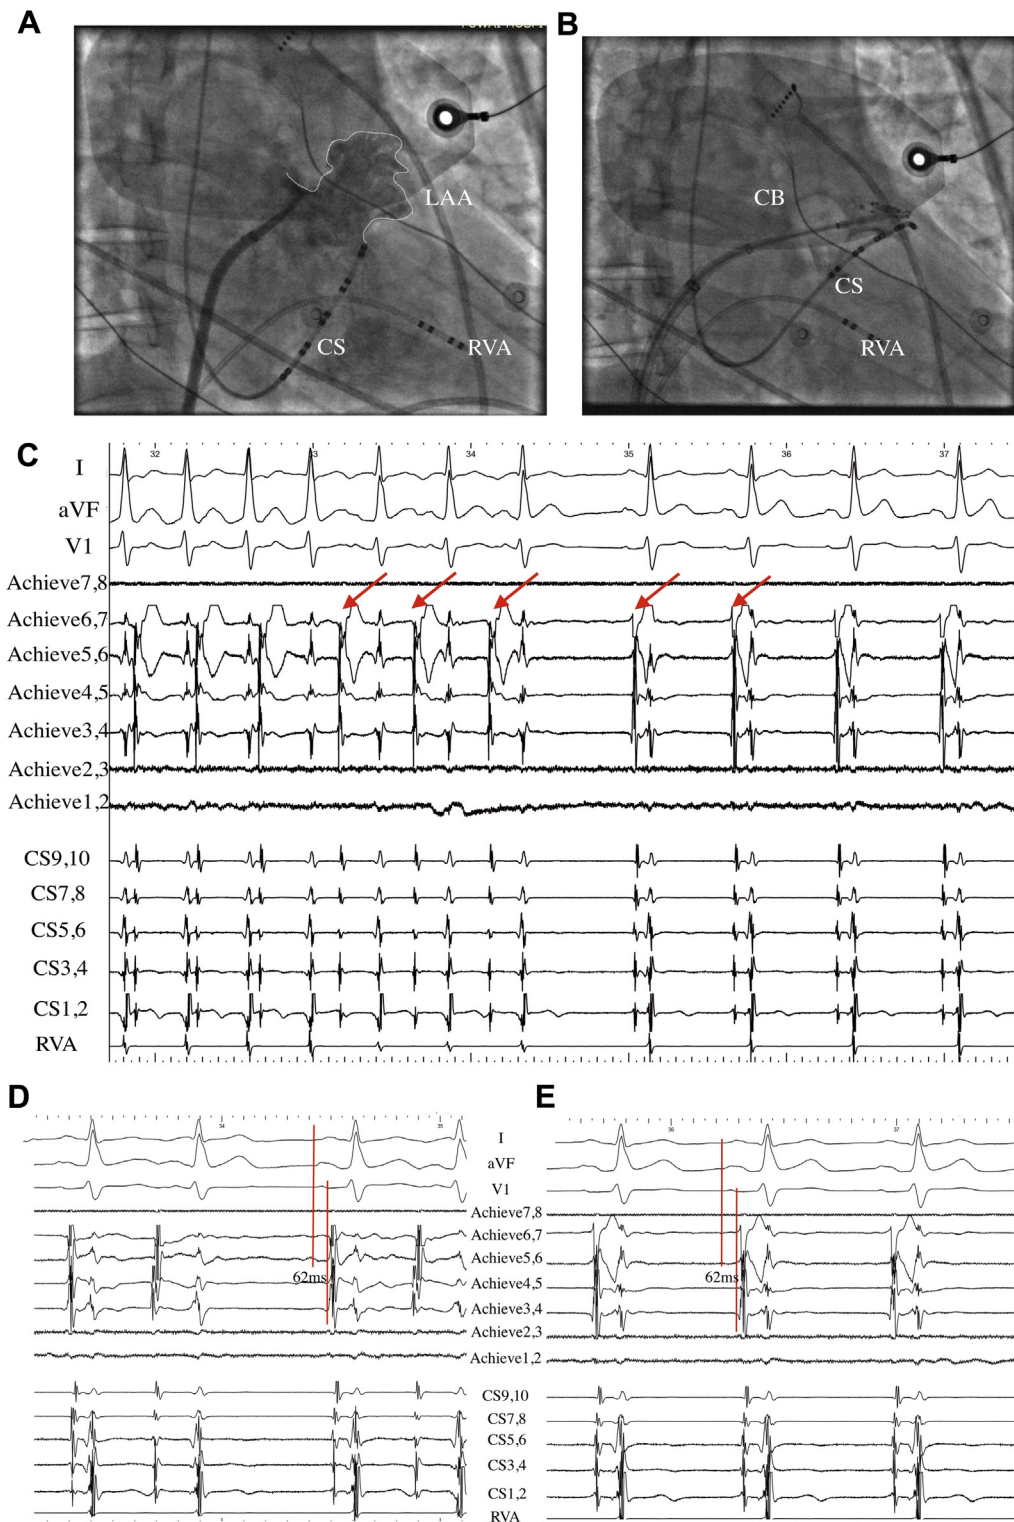 A
B
LAA
CS
RVA
CB
CS
RVA
C
32 33 34 35 36 37
I
aVF
V1
Achieve7,8
Achieve6,7
Achieve5,6
Achieve4,5
Achieve3,4
Achieve2,3
Achieve1,2
CS9,10
CS7,8
CS5,6
CS3,4
CS1,2
RVA
D
E
34 35
36 37
I
aVF
V1
Achieve7,8
Achieve6,7
Achieve5,6
62ms
62ms
Achieve4,5
Achieve3,4
Achieve2,3
Achieve1,2
CS9,10
CS7,8
CS5,6
CS3,4
CS1,2
RVA